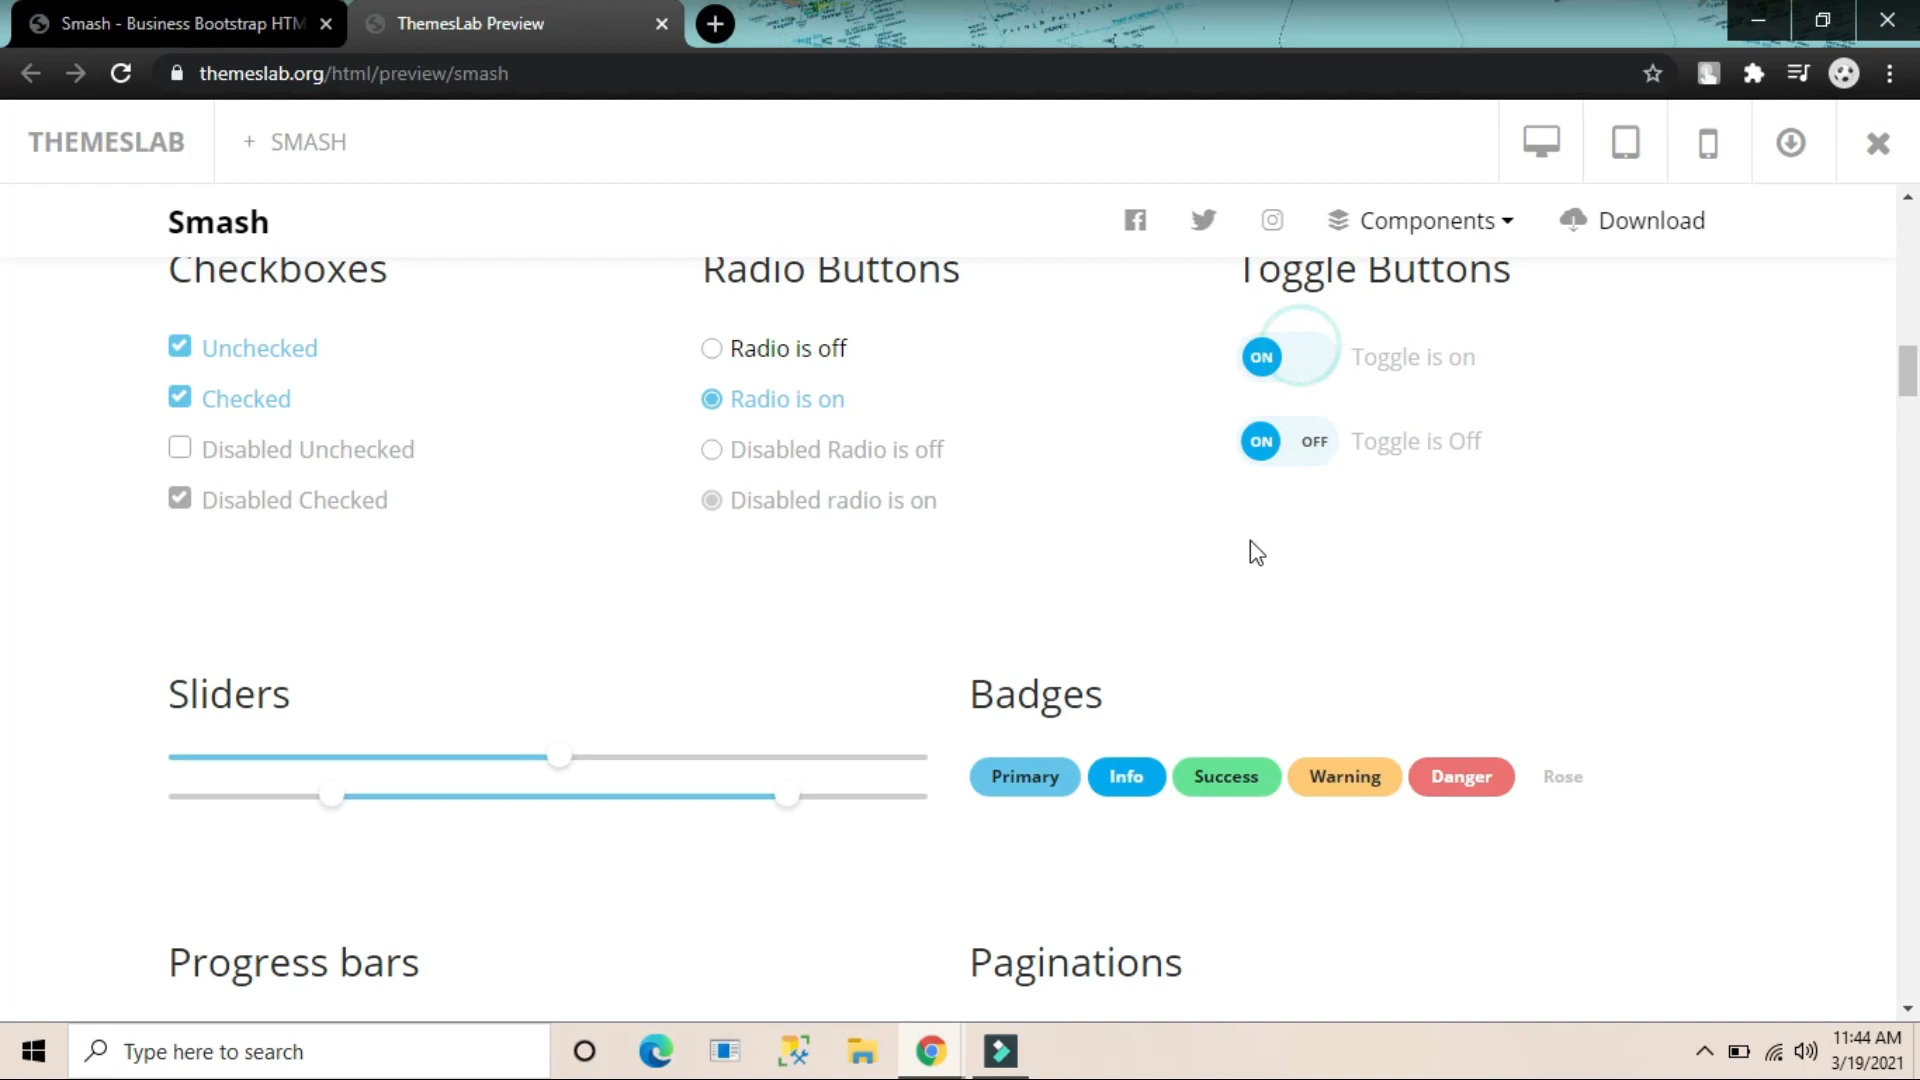 Smash - Business Bootstrap HTM
ThemesLab Preview
themeslab.org/html/preview/smash
THEMESLAB
+ SMASH
Smash
Components
Download
Checkboxes
Radio Buttons
Toggle Buttons
Unchecked
Radio is off
ON
Toggle is on
Checked
Radio is on
ON OFF
Toggle is Off
Disabled Unchecked
Disabled Radio is off
Disabled Checked
Disabled radio is on
Sliders
Badges
Primary
Info
Success
Warning
Danger
Rose
Progress bars
Paginations
Type here to search
11:44 AM
3/19/2021